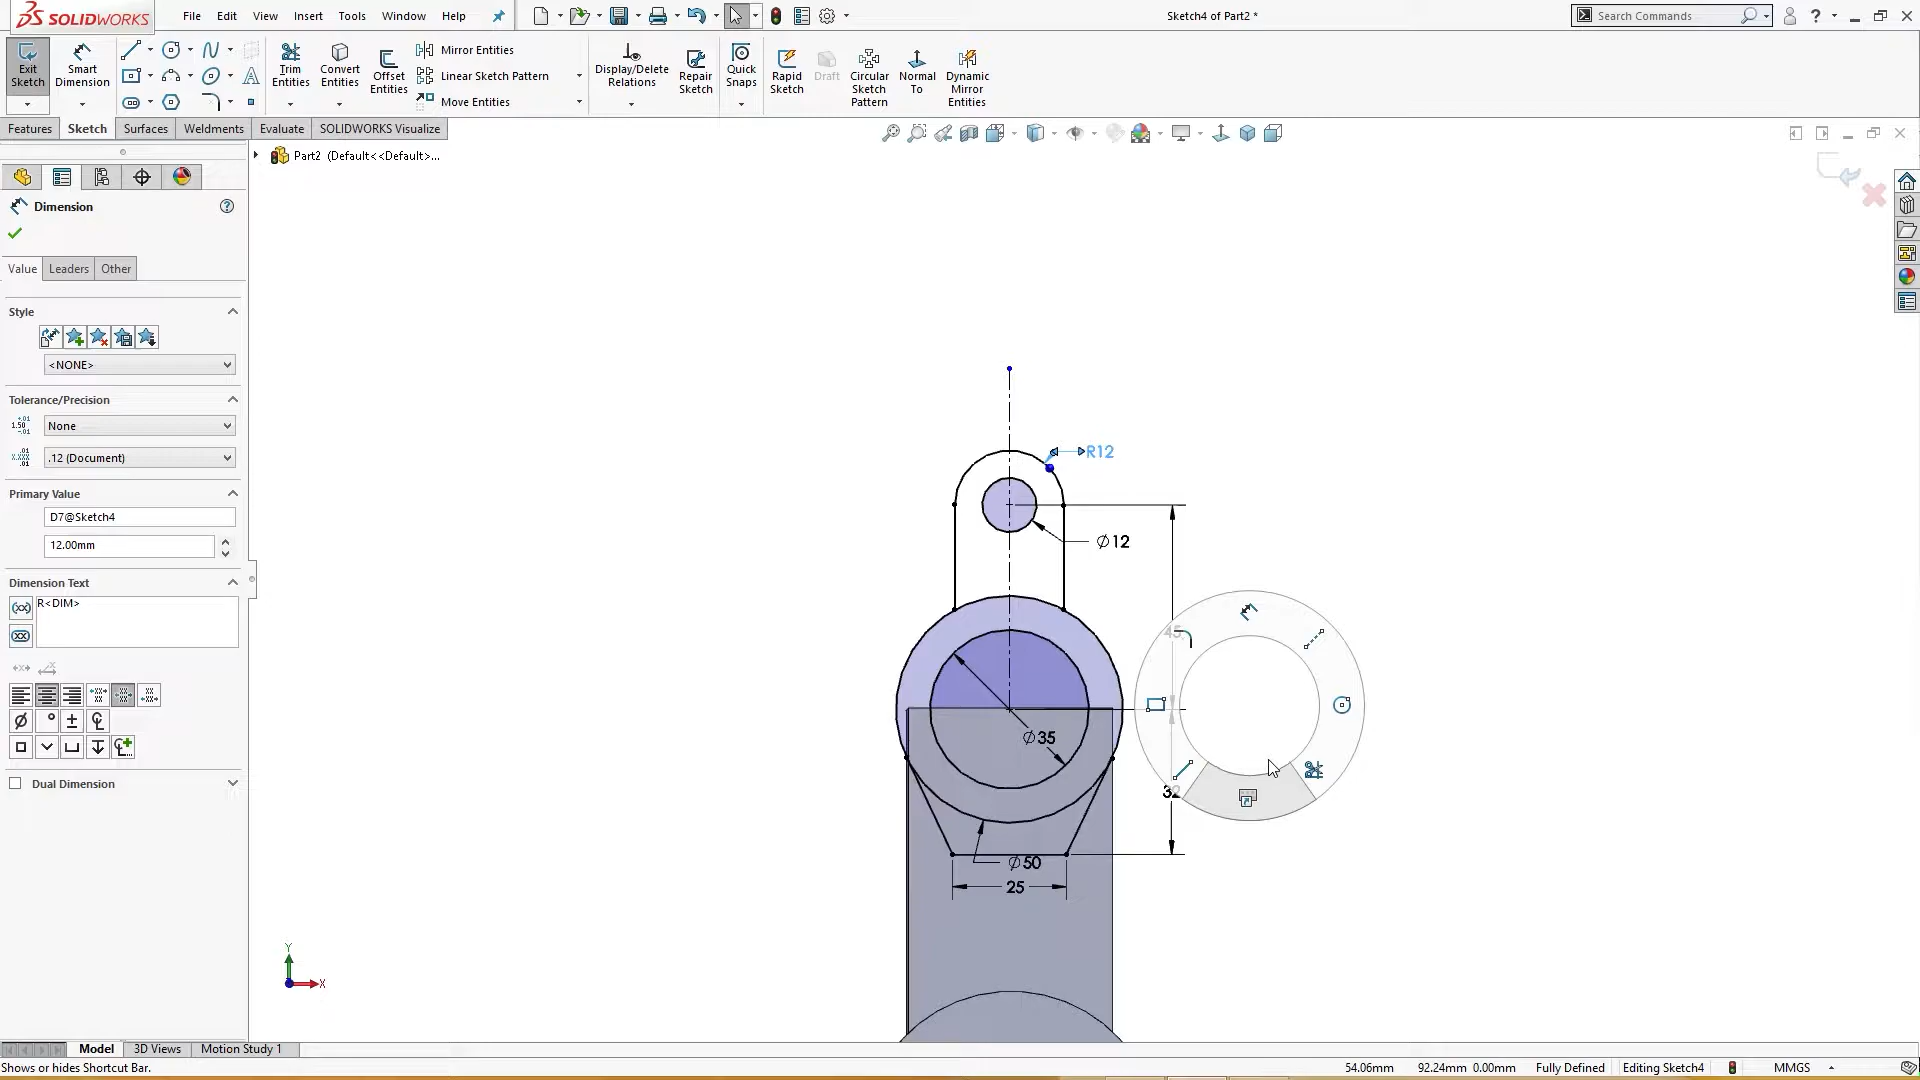 SOLIDWORKS File Edit View Insert Tools Window Help Sketch4 of Part2 * Search Commands
Exit Sketch
Smart Dimension
Trim Entities
Convert Entities
Offset Entities
Mirror Entities
Linear Sketch Pattern
Move Entities
Display/Delete Relations
Repair Sketch
Quick Snaps
Rapid Sketch
Draft
Circular Sketch Pattern
Normal To
Dynamic Mirror Entities
Features Sketch Surfaces Weldments Evaluate SOLIDWORKS Visualize
Part2 (Default<<Default>...
Dimension
Value Leaders Other
Style
<NONE>
Tolerance/Precision
None
.12 (Document)
Primary Value
D7@Sketch4
12.00mm
Dimension Text
R<DIM>
Dual Dimension
R12
∅12
45
∅35
32
∅50
25
Y
X
Model 3D Views Motion Study 1
Shows or hides Shortcut Bar. 54.06mm 92.24mm 0.00mm Fully Defined Editing Sketch4 MMGS